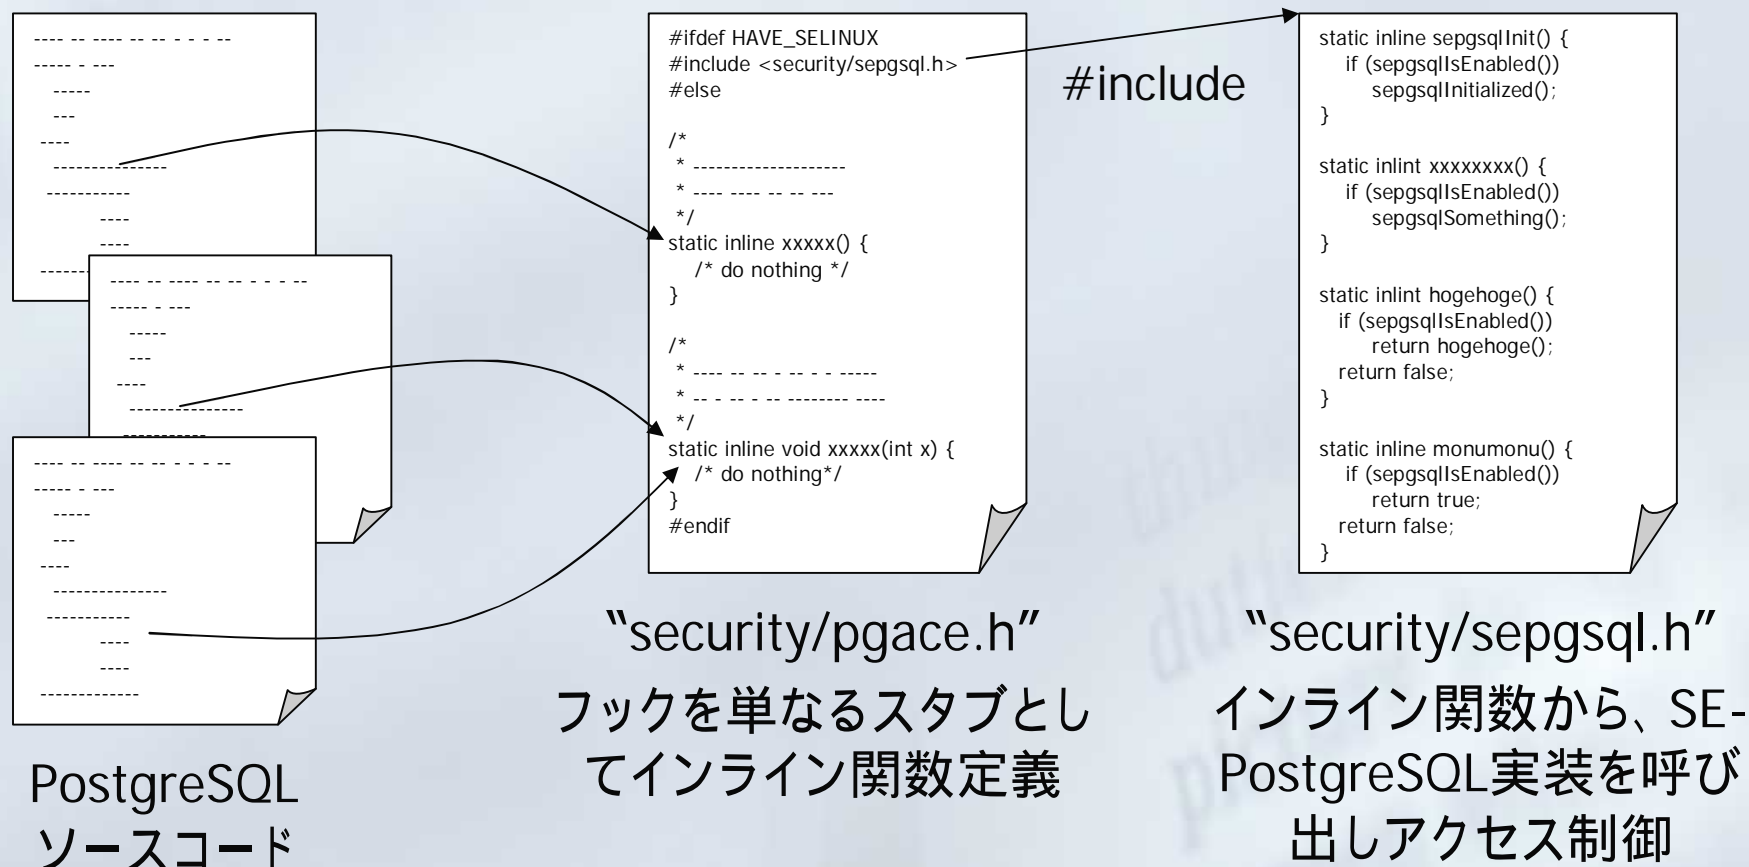 ---- -- ---- -- -- - - - --
----- - ---
-----
---
----
---------------
-----------
----
----
-------
---- -- ---- -- -- - - - --
----- - ---
-----
---
----
---------------
-----------
---- -- ---- -- -- - - - --
----- - ---
-----
---
----
---------------
-----------
----
----
-------------
PostgreSQL
ソースコード
#ifdef HAVE_SELINUX
#include <security/sepgsql.h>
#else
/*
* --------------------
* ---- ---- -- -- ---
*/
static inline xxxxx() {
/* do nothing */
}
/*
* ---- -- -- - -- - - -----
* -- - -- - -- -------- ----
*/
static inline void xxxxx(int x) {
/* do nothing*/
}
#endif
“security/pgace.h”
フックを単なるスタブとし
てインライン関数定義
#include
static inline sepgsqlInit() {
if (sepgsqlIsEnabled())
sepgsqlInitialized();
}
static inlint xxxxxxxx() {
if (sepgsqlIsEnabled())
sepgsqlSomething();
}
static inlint hogehoge() {
if (sepgsqlIsEnabled())
return hogehoge();
return false;
}
static inline monumonu() {
if (sepgsqlIsEnabled())
return true;
return false;
}
“security/sepgsql.h”
インライン関数から、SE-
PostgreSQL実装を呼び
出しアクセス制御